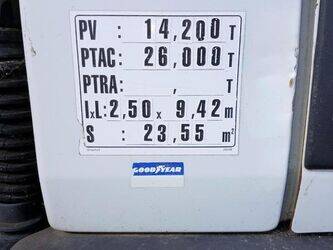 PV : 14,200 T
PTAC : 26,000 T
PTRA : , T
lxL : 2,50 x 9,42 m
S : 23,55 m²
GOODYEAR